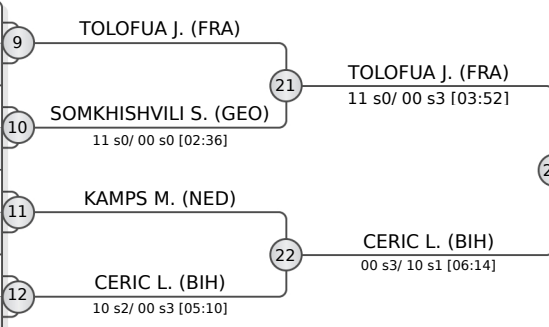 9
TOLOFUA J. (FRA)
10
SOMKHISHVILI S. (GEO)
11 s0/ 00 s0 [02:36]
21
TOLOFUA J. (FRA)
11 s0/ 00 s3 [03:52]
11
KAMPS M. (NED)
12
CERIC L. (BIH)
10 s2/ 00 s3 [05:10]
22
CERIC L. (BIH)
00 s3/ 10 s1 [06:14]